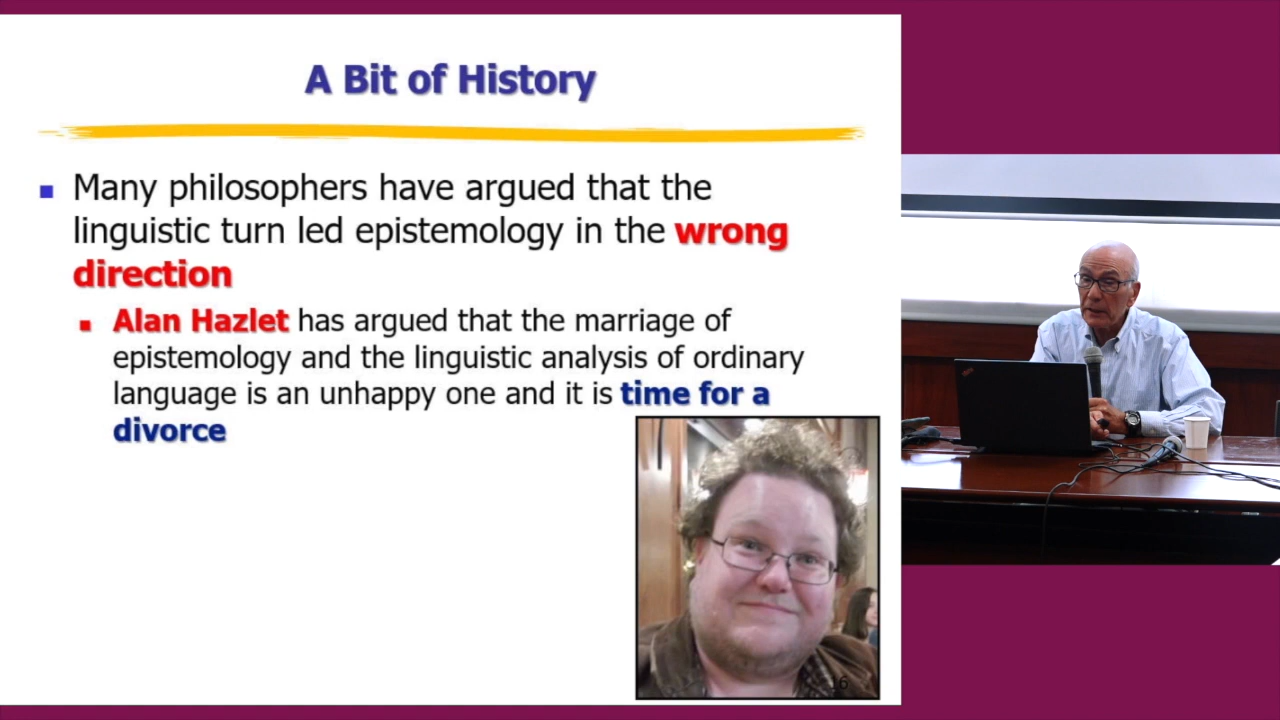 A Bit of History
Many philosophers have argued that the
linguistic turn led epistemology in the wrong
direction
Alan Hazlet has argued that the marriage of
epistemology and the linguistic analysis of ordinary
language is an unhappy one and it is time for a
divorce
6